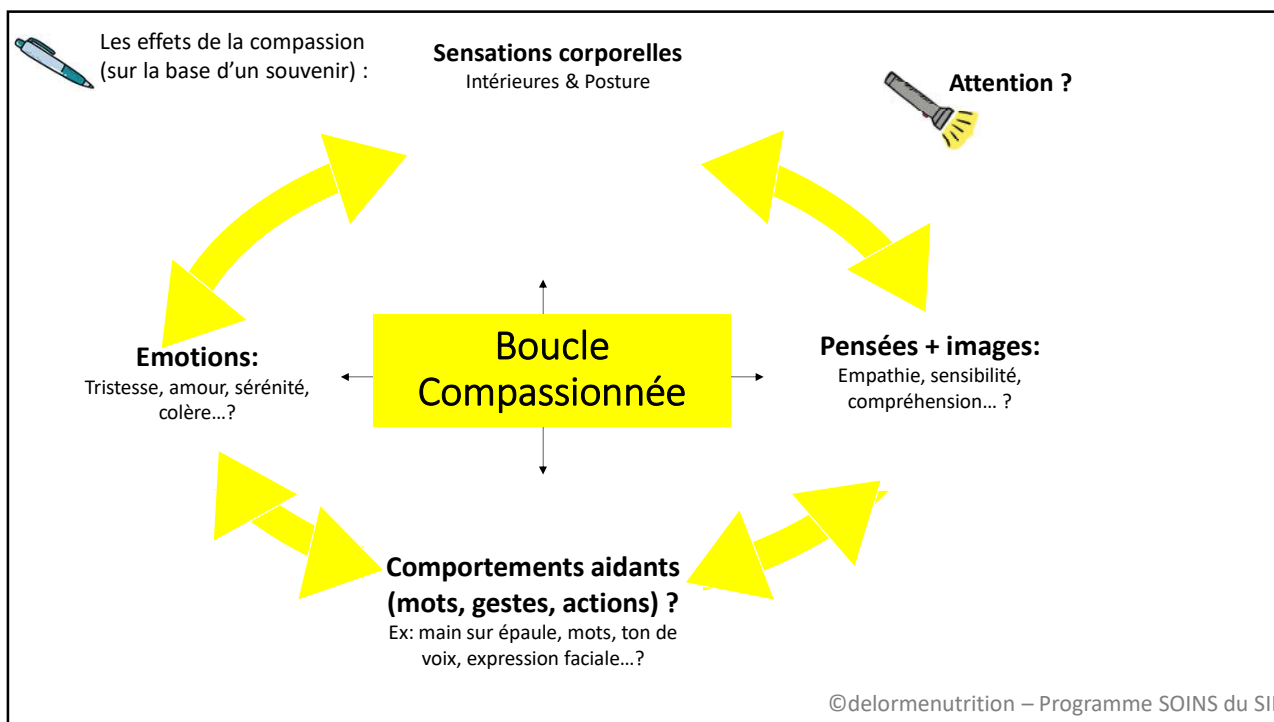 Les effets de la compassion
(sur la base d'un souvenir) :
Sensations corporelles
Intérieures & Posture
Attention ?
Emotions:
Tristesse, amour, sérénité,
colère…?
Boucle
Compassionnée
Pensées + images:
Empathie, sensibilité,
compréhension… ?
Comportements aidants
(mots, gestes, actions) ?
Ex: main sur épaule, mots, ton de
voix, expression faciale…?
©delormenutrition – Programme SOINS du